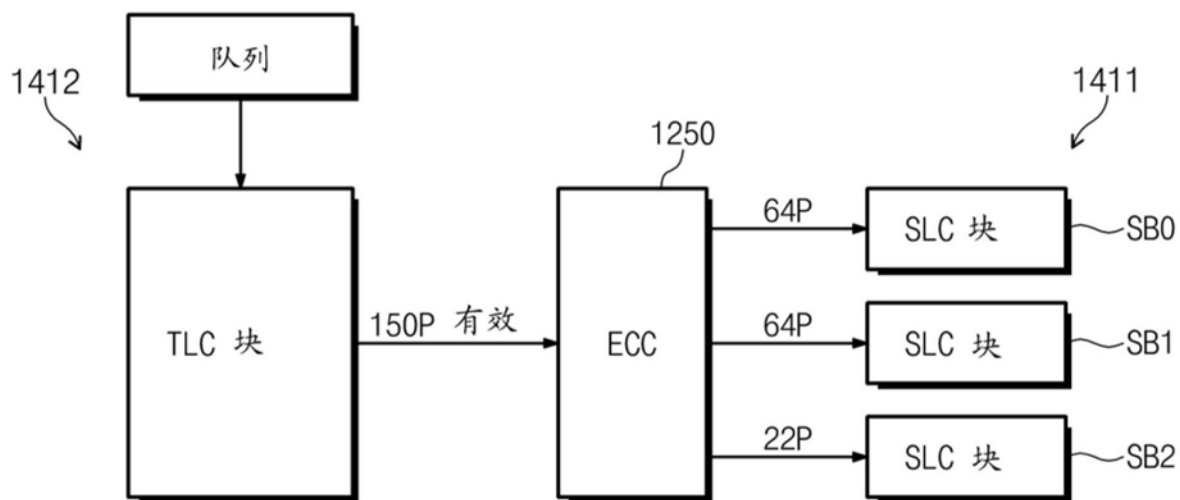 队列
1412
1411
1250
64P
SLC 块
SB0
150P 有效
TLC 块
ECC
64P
SLC 块
SB1
22P
SLC 块
SB2